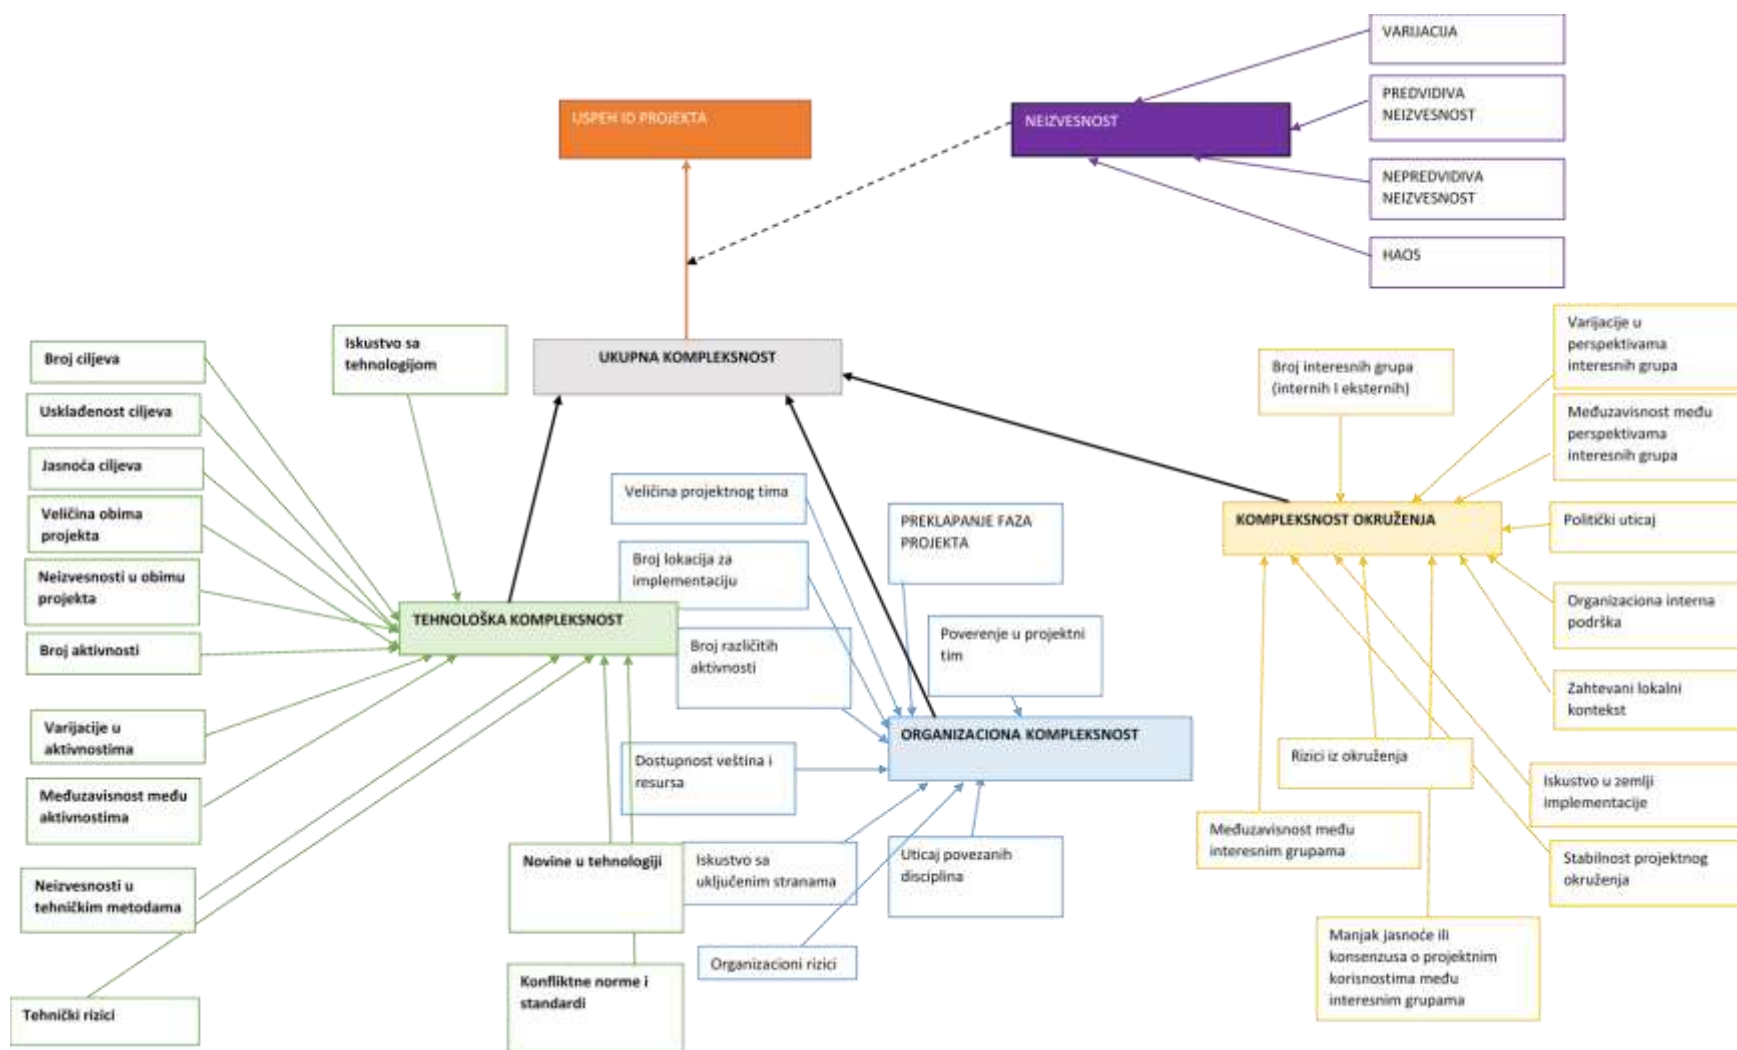 VARIJACIJA
USPEH ID PROJEKTA
NEIZVESNOST
PREDVIDIVA
NEIZVESNOST
NEPREDVIDIVA
NEIZVESNOST
HAOS
Broj ciljeva
Iskustvo sa
tehnologijom
UKUPNA KOMPLEKSNOST
Broj interesnih grupa
(internih I eksternih)
Varijacije u
perspektivama
interesnih grupa
Usklađenost ciljeva
Međuzavisnost među
perspektivama
interesnih grupa
Jasnoća ciljeva
Veličina obima
projekta
Veličina projektnog tima
PREKLAPANJE FAZA
PROJEKTA
KOMPLEKSNOST OKRUŽENJA
Politički uticaj
Neizvesnosti u obimu
projekta
Broj lokacija za
implementaciju
Organizaciona interna
podrška
TEHNOLOŠKA KOMPLEKSNOST
Broj aktivnosti
Broj različitih
aktivnosti
Poverenje u projektni
tim
Zahtevani lokalni
kontekst
Varijacije u
aktivnostima
ORGANIZACIONA KOMPLEKSNOST
Dostupnost veština i
resursa
Rizici iz okruženja
Iskustvo u zemlji
implementacije
Međuzavisnost među
aktivnostima
Međuzavisnost među
interesnim grupama
Novine u tehnologiji
Iskustvo sa
uključenim stranama
Uticaj povezanih
disciplina
Stabilnost projektnog
okruženja
Neizvesnosti u
tehničkim metodama
Manjak jasnoće ili
konsenzusa o projektnim
korisnostima među
interesnim grupama
Organizacioni rizici
Konfliktne norme i
standardi
Tehnički rizici